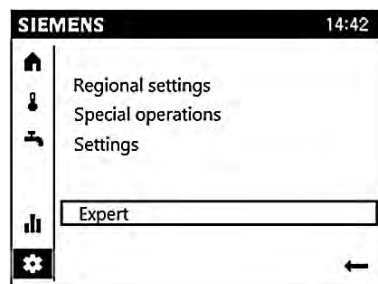 SIEMENS 14:42
Regional settings
Special operations
Settings
Expert